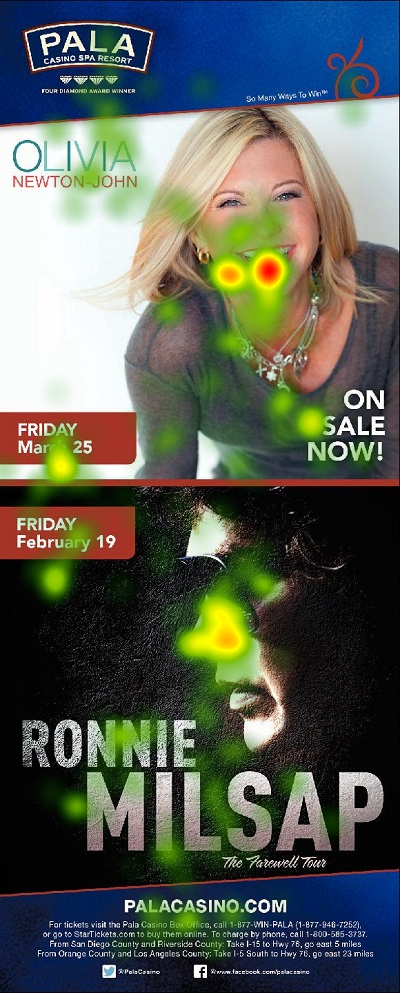 PALA
CASINO SPA RESORT
FOUR DIAMOND AWARD WINNER
So Many Ways To Win™
OLIVIA
NEWTON-JOHN
ON
SALE
NOW!
FRIDAY
March 25
FRIDAY
February 19
RONNIE
MILSAP
The Farewell Tour
PALACASINO.COM
For tickets visit the Pala Casino Box Office, call 1-877-WIN-PALA (1-877-946-7252),
or go to StarTickets.com to buy them online. To charge by phone, call 1-800-585-3737.
From San Diego County and Riverside County: Take I-15 to Hwy 76, go east 5 miles
From Orange County and Los Angeles County: Take I-5 South to Hwy 76, go east 23 miles
@PalaCasino
www.facebook.com/palacasino